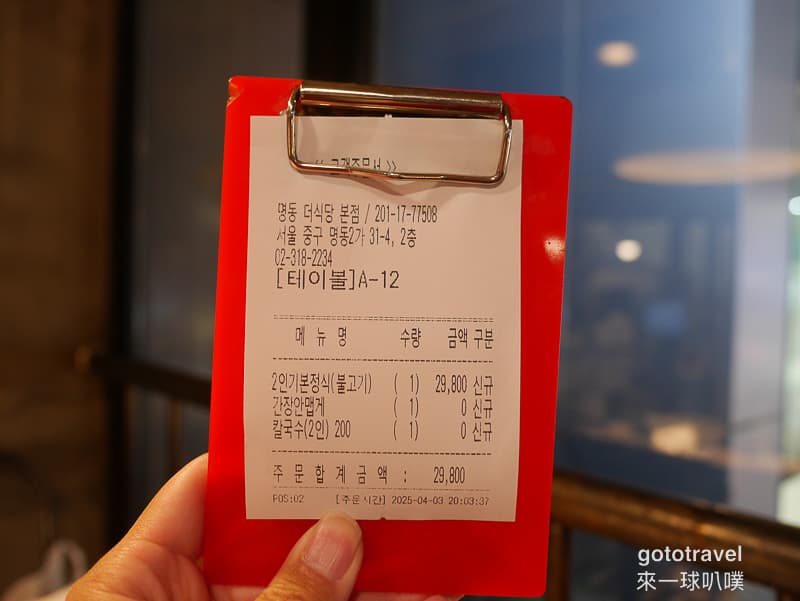 << 고객주문서 >>
명동 더식당 본점 / 201-17-77508
서울 중구 명동2가 31-4, 2층
02-318-2234
[테이블]A-12
메 뉴 명 수량 금액 구분
2인기본정식(불고기) ( 1) 29,800 신규
간장안맵게 ( 1) 0 신규
칼국수(2인) 200 ( 1) 0 신규
주 문 합 계 금 액 : 29,800
POS:02 [주문시간] 2025-04-03 20:03:37
gototravel
來一球叭噗